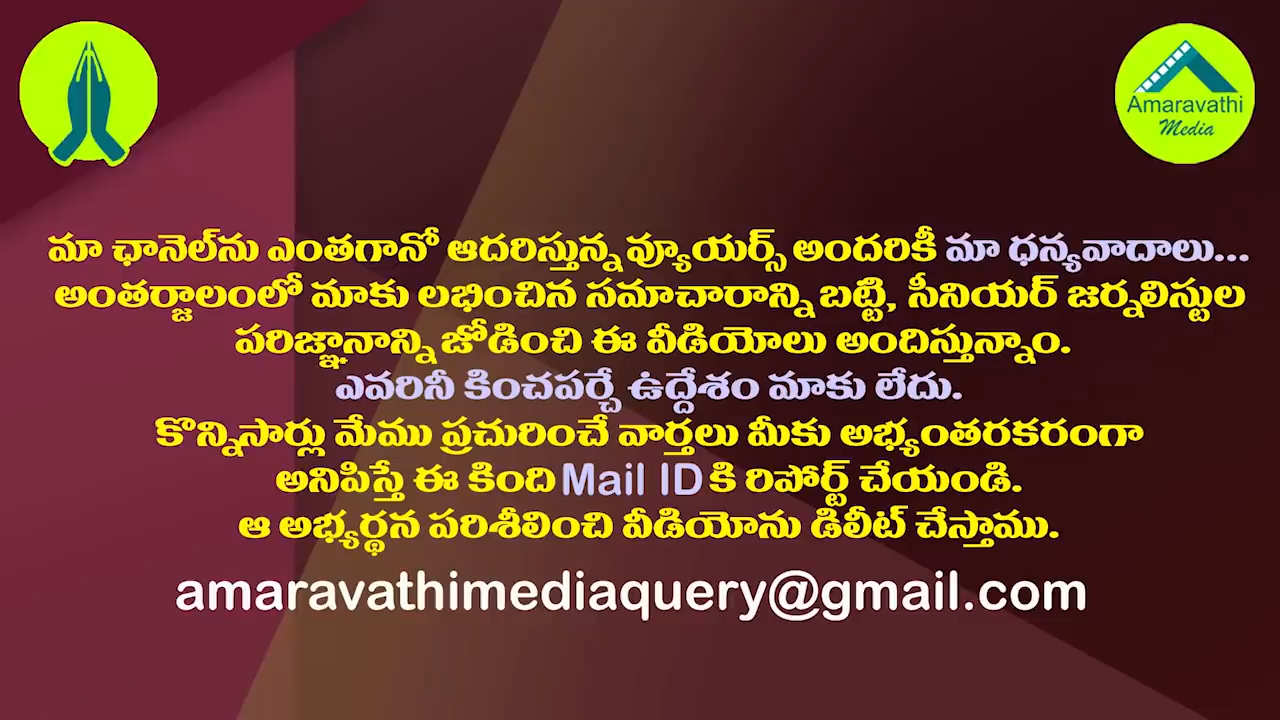 Amaravathi
Media
మా ఛానెల్‌ను ఎంతగానో ఆదరిస్తున్న వ్యూయర్స్ అందరికీ మా ధన్యవాదాలు...
అంతర్జాలంలో మాకు లభించిన సమాచారాన్ని బట్టి, సీనియర్ జర్నలిస్టుల
పరిజ్ఞానాన్ని జోడించి ఈ వీడియోలు అందిస్తున్నాం.
ఎవరినీ కించపర్చే ఉద్దేశం మాకు లేదు.
కొన్నిసార్లు మేము ప్రచురించే వార్తలు మీకు అభ్యంతరకరంగా
అనిపిస్తే ఈ కింది Mail ID కి రిపోర్ట్ చేయండి.
ఆ అభ్యర్థన పరిశీలించి వీడియోను డిలీట్ చేస్తాము.
amaravathimediaquery@gmail.com